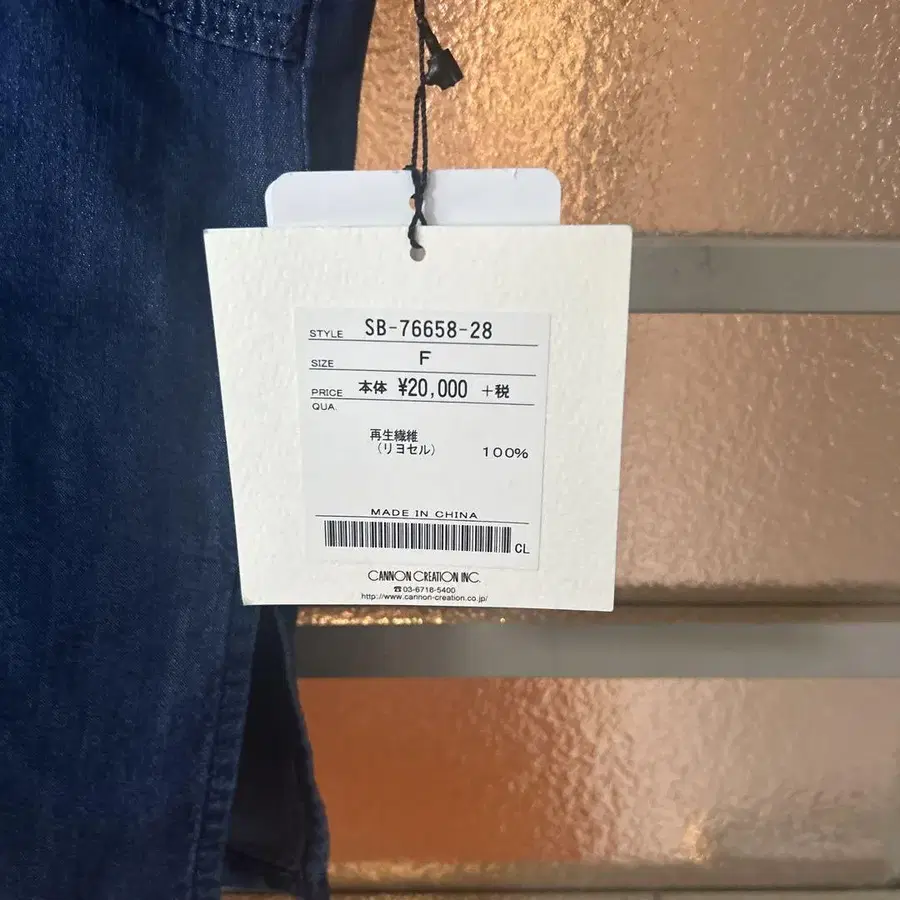 STYLE SB-76658-28
SIZE F
PRICE 本体 ¥20,000 +税
QUA.
再生繊維
(リヨセル) 100%
MADE IN CHINA
CL
CANNON CREATION INC.
☎03-6716-5400
http://www.cannon-creation.co.jp/